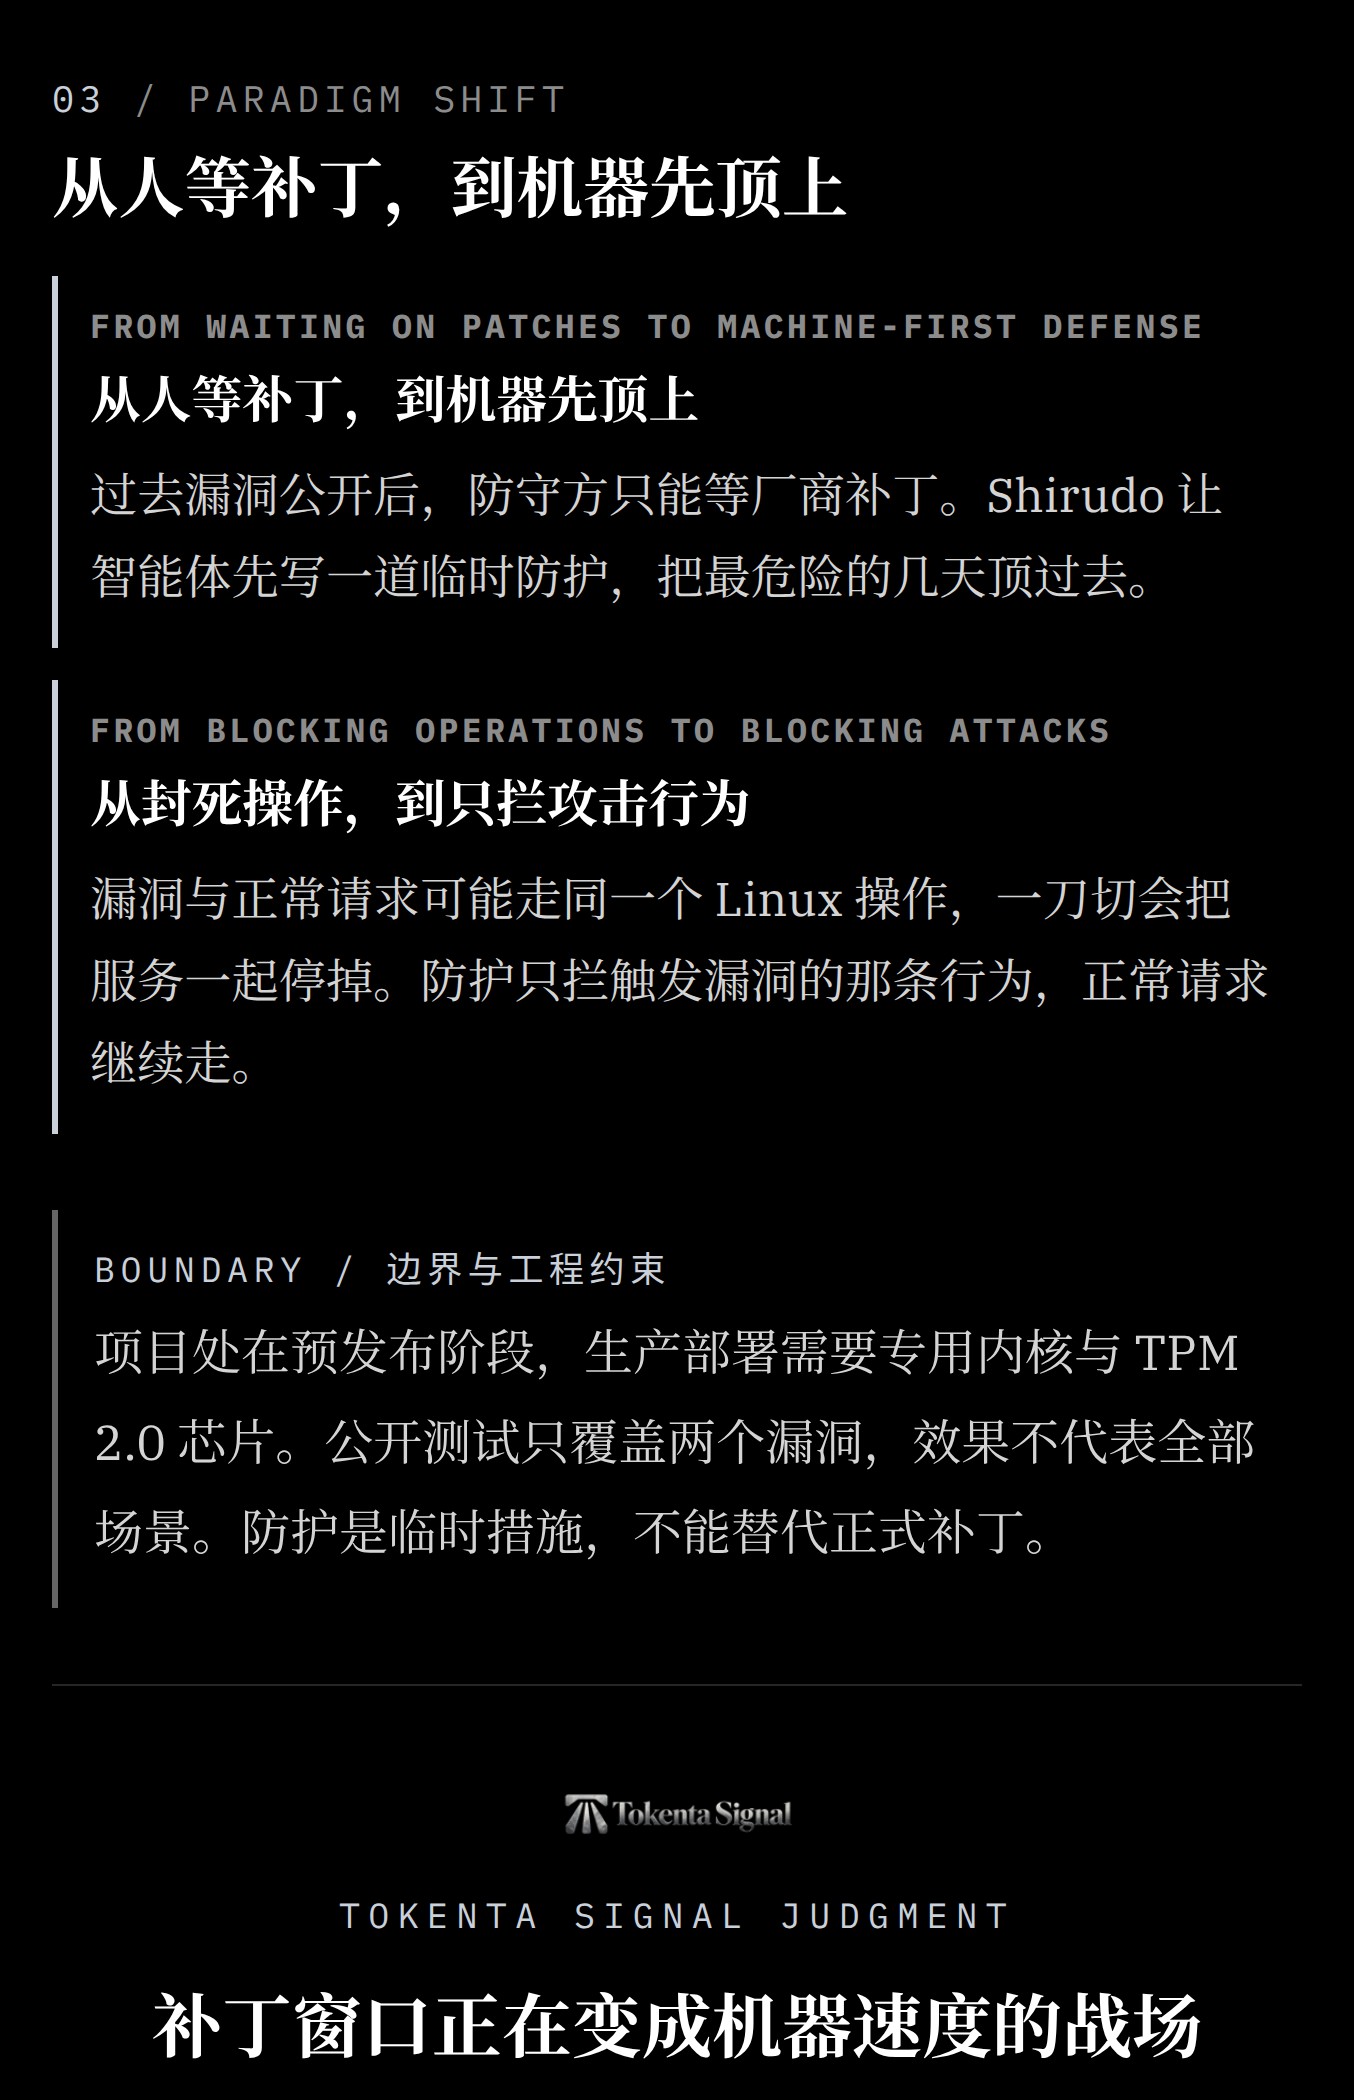 03 / PARADIGM SHIFT
从人等补丁，到机器先顶上
FROM WAITING ON PATCHES TO MACHINE-FIRST DEFENSE
从人等补丁，到机器先顶上
过去漏洞公开后，防守方只能等厂商补丁。Shirudo 让
智能体先写一道临时防护，把最危险的几天顶过去。
FROM BLOCKING OPERATIONS TO BLOCKING ATTACKS
从封死操作，到只拦攻击行为
漏洞与正常请求可能走同一个 Linux 操作，一刀切会把
服务一起停掉。防护只拦触发漏洞的那条行为，正常请求
继续走。
BOUNDARY / 边界与工程约束
项目处在预发布阶段，生产部署需要专用内核与 TPM
2.0 芯片。公开测试只覆盖两个漏洞，效果不代表全部
场景。防护是临时措施，不能替代正式补丁。
Tokenta Signal
TOKENTA SIGNAL JUDGMENT
补丁窗口正在变成机器速度的战场